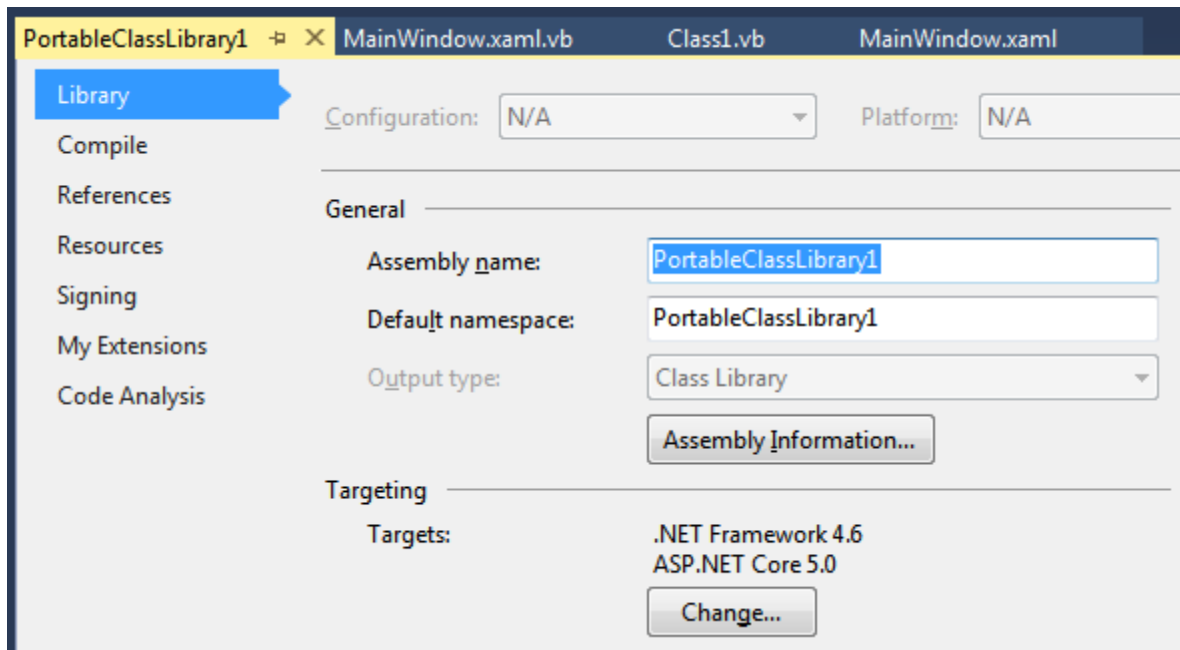 PortableClassLibrary1 MainWindow.xaml.vb Class1.vb MainWindow.xaml
Library
Compile
References
Resources
Signing
My Extensions
Code Analysis
Configuration: N/A Platform: N/A
General
Assembly name: PortableClassLibrary1
Default namespace: PortableClassLibrary1
Output type: Class Library
Assembly Information...
Targeting
Targets: .NET Framework 4.6
ASP.NET Core 5.0
Change...